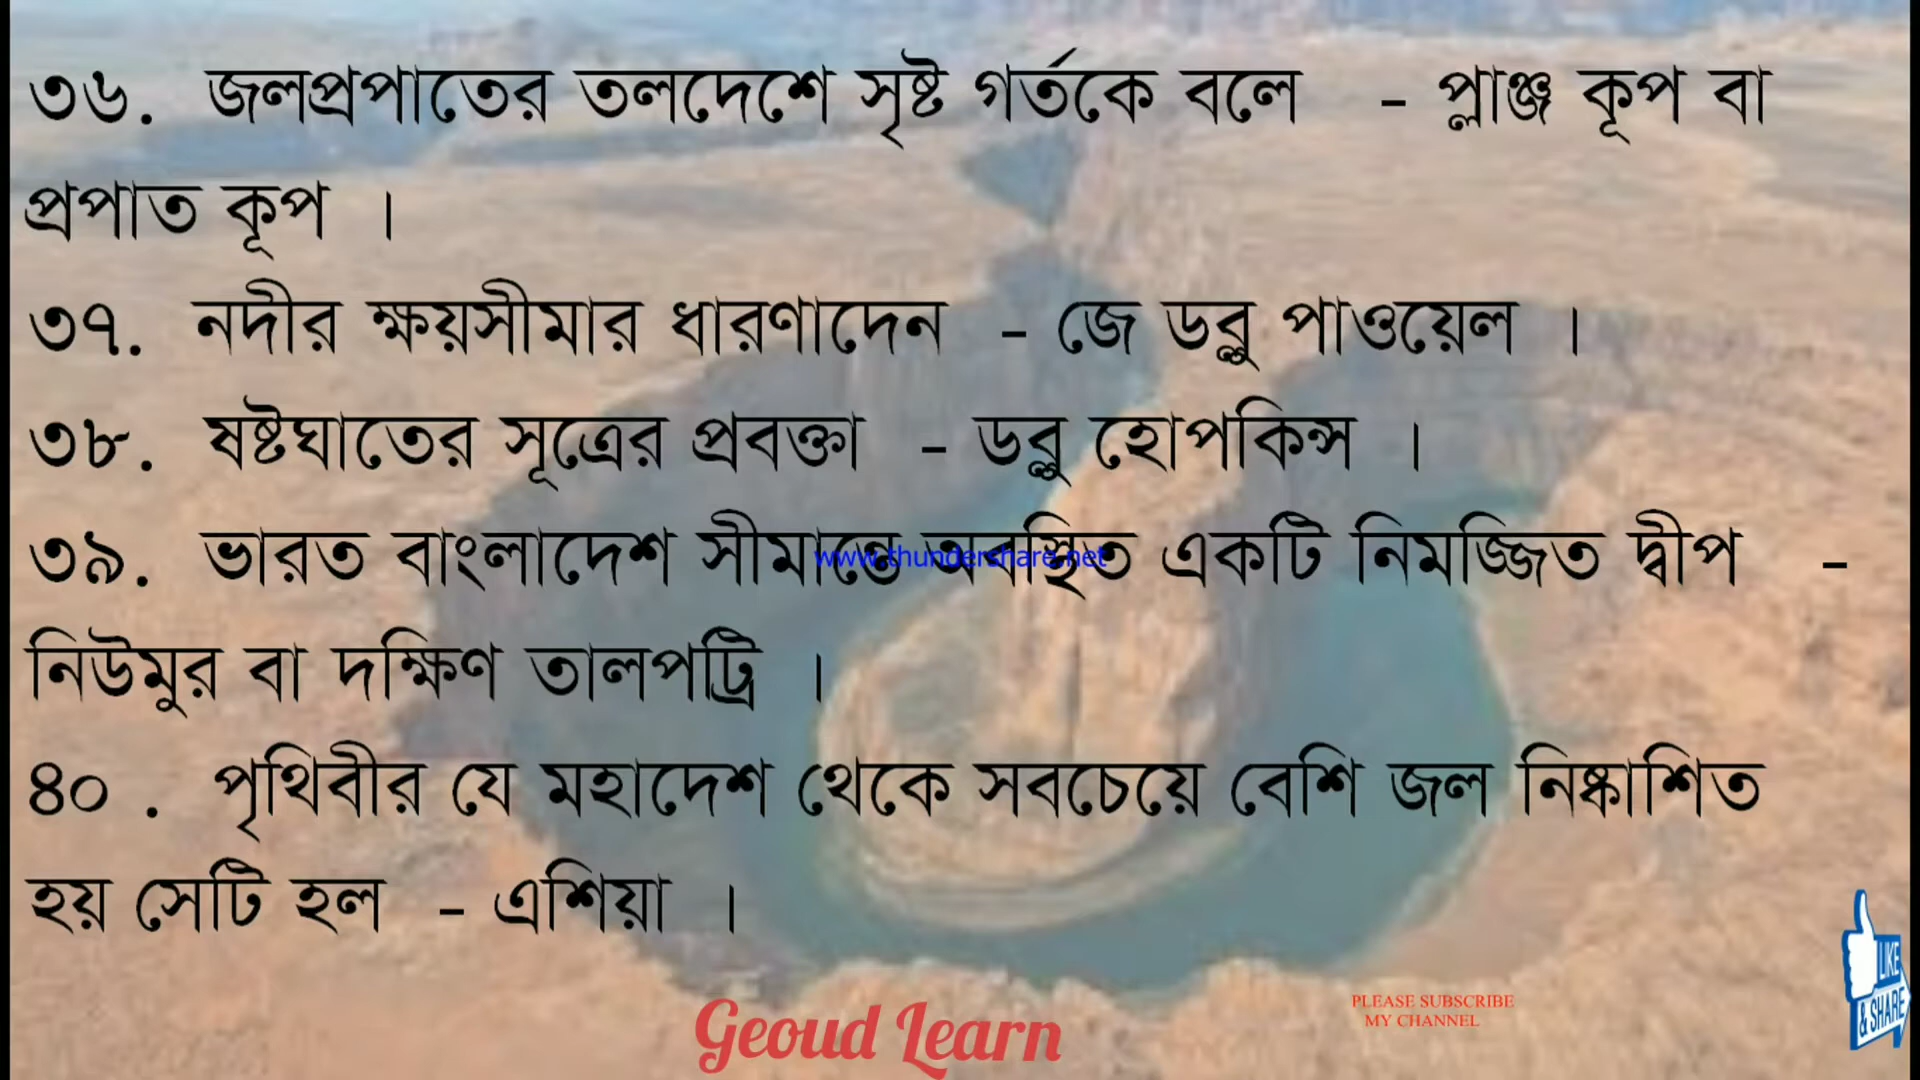 ৩৬. জলপ্রপাতের তলদেশে সৃষ্ট গর্তকে বলে - প্লাঞ্জ কূপ বা
প্রপাত কূপ ।
৩৭. নদীর ক্ষয়সীমার ধারণাদেন - জে ডব্লু পাওয়েল ।
৩৮. ষষ্টঘাতের সূত্রের প্রবক্তা - ডব্লু হোপকিন্স ।
৩৯. ভারত বাংলাদেশ সীমান্তে অবস্থিত একটি নিমজ্জিত দ্বীপ -
www.thundershare.net
নিউমুর বা দক্ষিণ তালপট্রি ।
৪০ . পৃথিবীর যে মহাদেশ থেকে সবচেয়ে বেশি জল নিষ্কাশিত
হয় সেটি হল - এশিয়া ।
LIKE
& SHARE
PLEASE SUBSCRIBE
MY CHANNEL
Geoud Learn